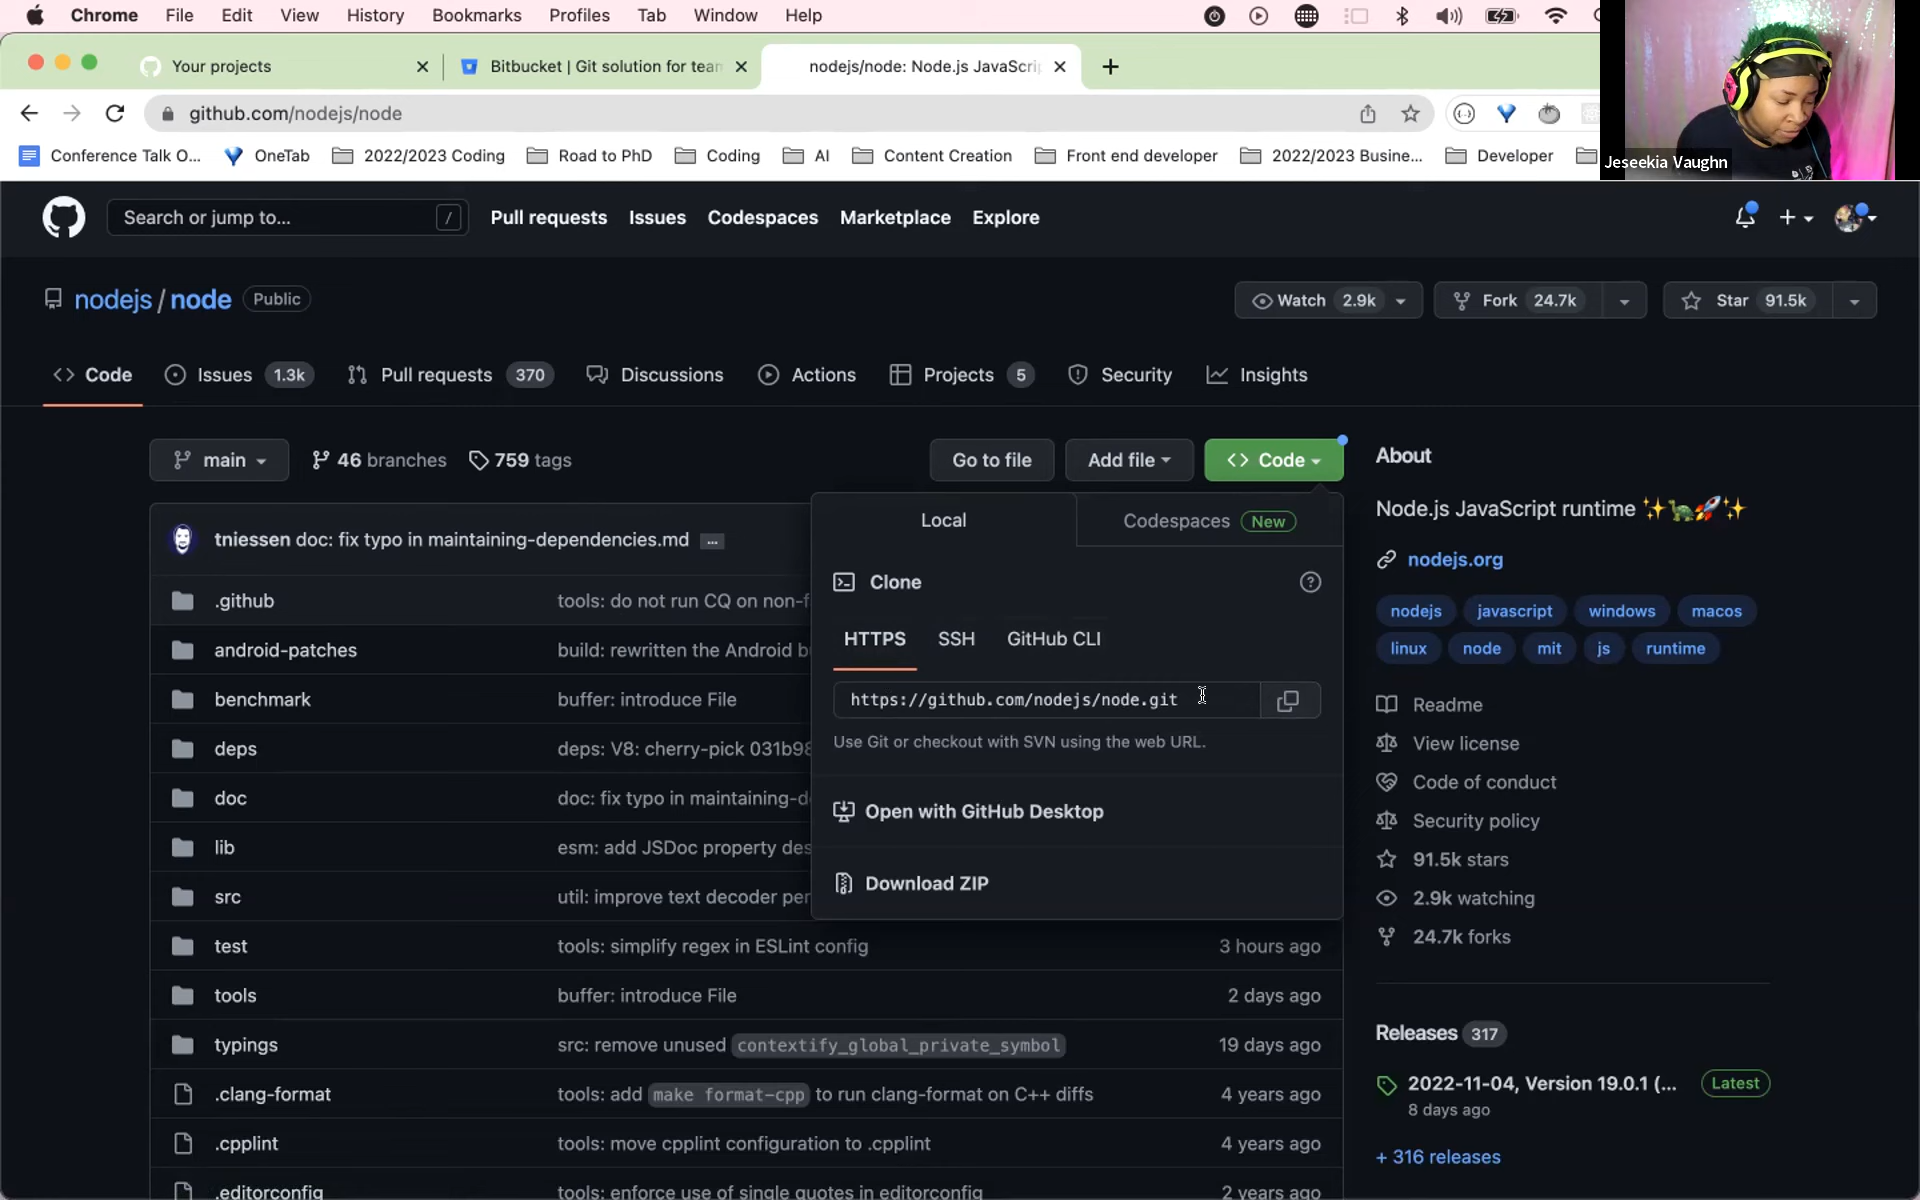 Chrome File Edit View History Bookmarks Profiles Tab Window Help
Your projects
Bitbucket | Git solution for team
nodejs/node: Node.js JavaScri
github.com/nodejs/node
Conference Talk O... OneTab 2022/2023 Coding Road to PhD Coding AI Content Creation Front end developer 2022/2023 Busine... Developer
Jeseekia Vaughn
Search or jump to... / Pull requests Issues Codespaces Marketplace Explore
nodejs / node Public
Watch 2.9k Fork 24.7k Star 91.5k
Code Issues 1.3k Pull requests 370 Discussions Actions Projects 5 Security Insights
main 46 branches 759 tags Go to file Add file Code
tniessen doc: fix typo in maintaining-dependencies.md ...
.github tools: do not run CQ on non-f
android-patches build: rewritten the Android b
benchmark buffer: introduce File
deps deps: V8: cherry-pick 031b98
doc doc: fix typo in maintaining-d
lib esm: add JSDoc property des
src util: improve text decoder per
test tools: simplify regex in ESLint config 3 hours ago
tools buffer: introduce File 2 days ago
typings src: remove unused contextify_global_private_symbol 19 days ago
.clang-format tools: add make format-cpp to run clang-format on C++ diffs 4 years ago
.cpplint tools: move cpplint configuration to .cpplint 4 years ago
.editorconfig tools: enforce use of single quotes in editorconfig 2 years ago
Local Codespaces New
Clone
HTTPS SSH GitHub CLI
https://github.com/nodejs/node.git
Use Git or checkout with SVN using the web URL.
Open with GitHub Desktop
Download ZIP
About
Node.js JavaScript runtime ✨🐢🚀✨
nodejs.org
nodejs javascript windows macos
linux node mit js runtime
Readme
View license
Code of conduct
Security policy
91.5k stars
2.9k watching
24.7k forks
Releases 317
2022-11-04, Version 19.0.1 (... Latest
8 days ago
+ 316 releases